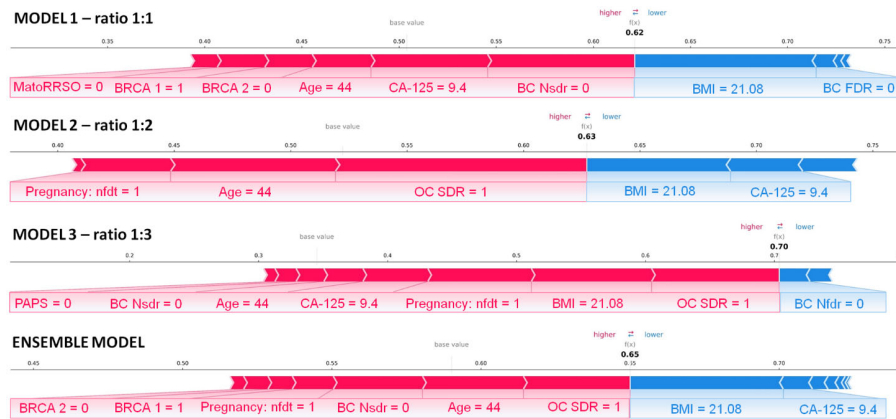 MODEL 1 – ratio 1:1
higher ⇄ lower
base value
f(x)
0.62
0.35 0.40 0.45 0.50 0.55 0.60 0.65 0.70 0.75
MatoRRSO = 0 BRCA 1 = 1 BRCA 2 = 0 Age = 44 CA-125 = 9.4 BC Nsdr = 0 BMI = 21.08 BC FDR = 0
MODEL 2 – ratio 1:2
higher ⇄ lower
base value
f(x)
0.63
0.40 0.45 0.50 0.55 0.60 0.65 0.70 0.75
Pregnancy: nfdt = 1 Age = 44 OC SDR = 1 BMI = 21.08 CA-125 = 9.4
MODEL 3 – ratio 1:3
higher ⇄ lower
base value
f(x)
0.70
0.2 0.3 0.4 0.5 0.6 0.7
PAPS = 0 BC Nsdr = 0 Age = 44 CA-125 = 9.4 Pregnancy: nfdt = 1 BMI = 21.08 OC SDR = 1 BC Nfdr = 0
ENSEMBLE MODEL
higher ⇄ lower
base value
f(x)
0.65
0.45 0.50 0.55 0.60 0.35 0.70
BRCA 2 = 0 BRCA 1 = 1 Pregnancy: nfdt = 1 BC Nsdr = 0 Age = 44 OC SDR = 1 BMI = 21.08 CA-125 = 9.4